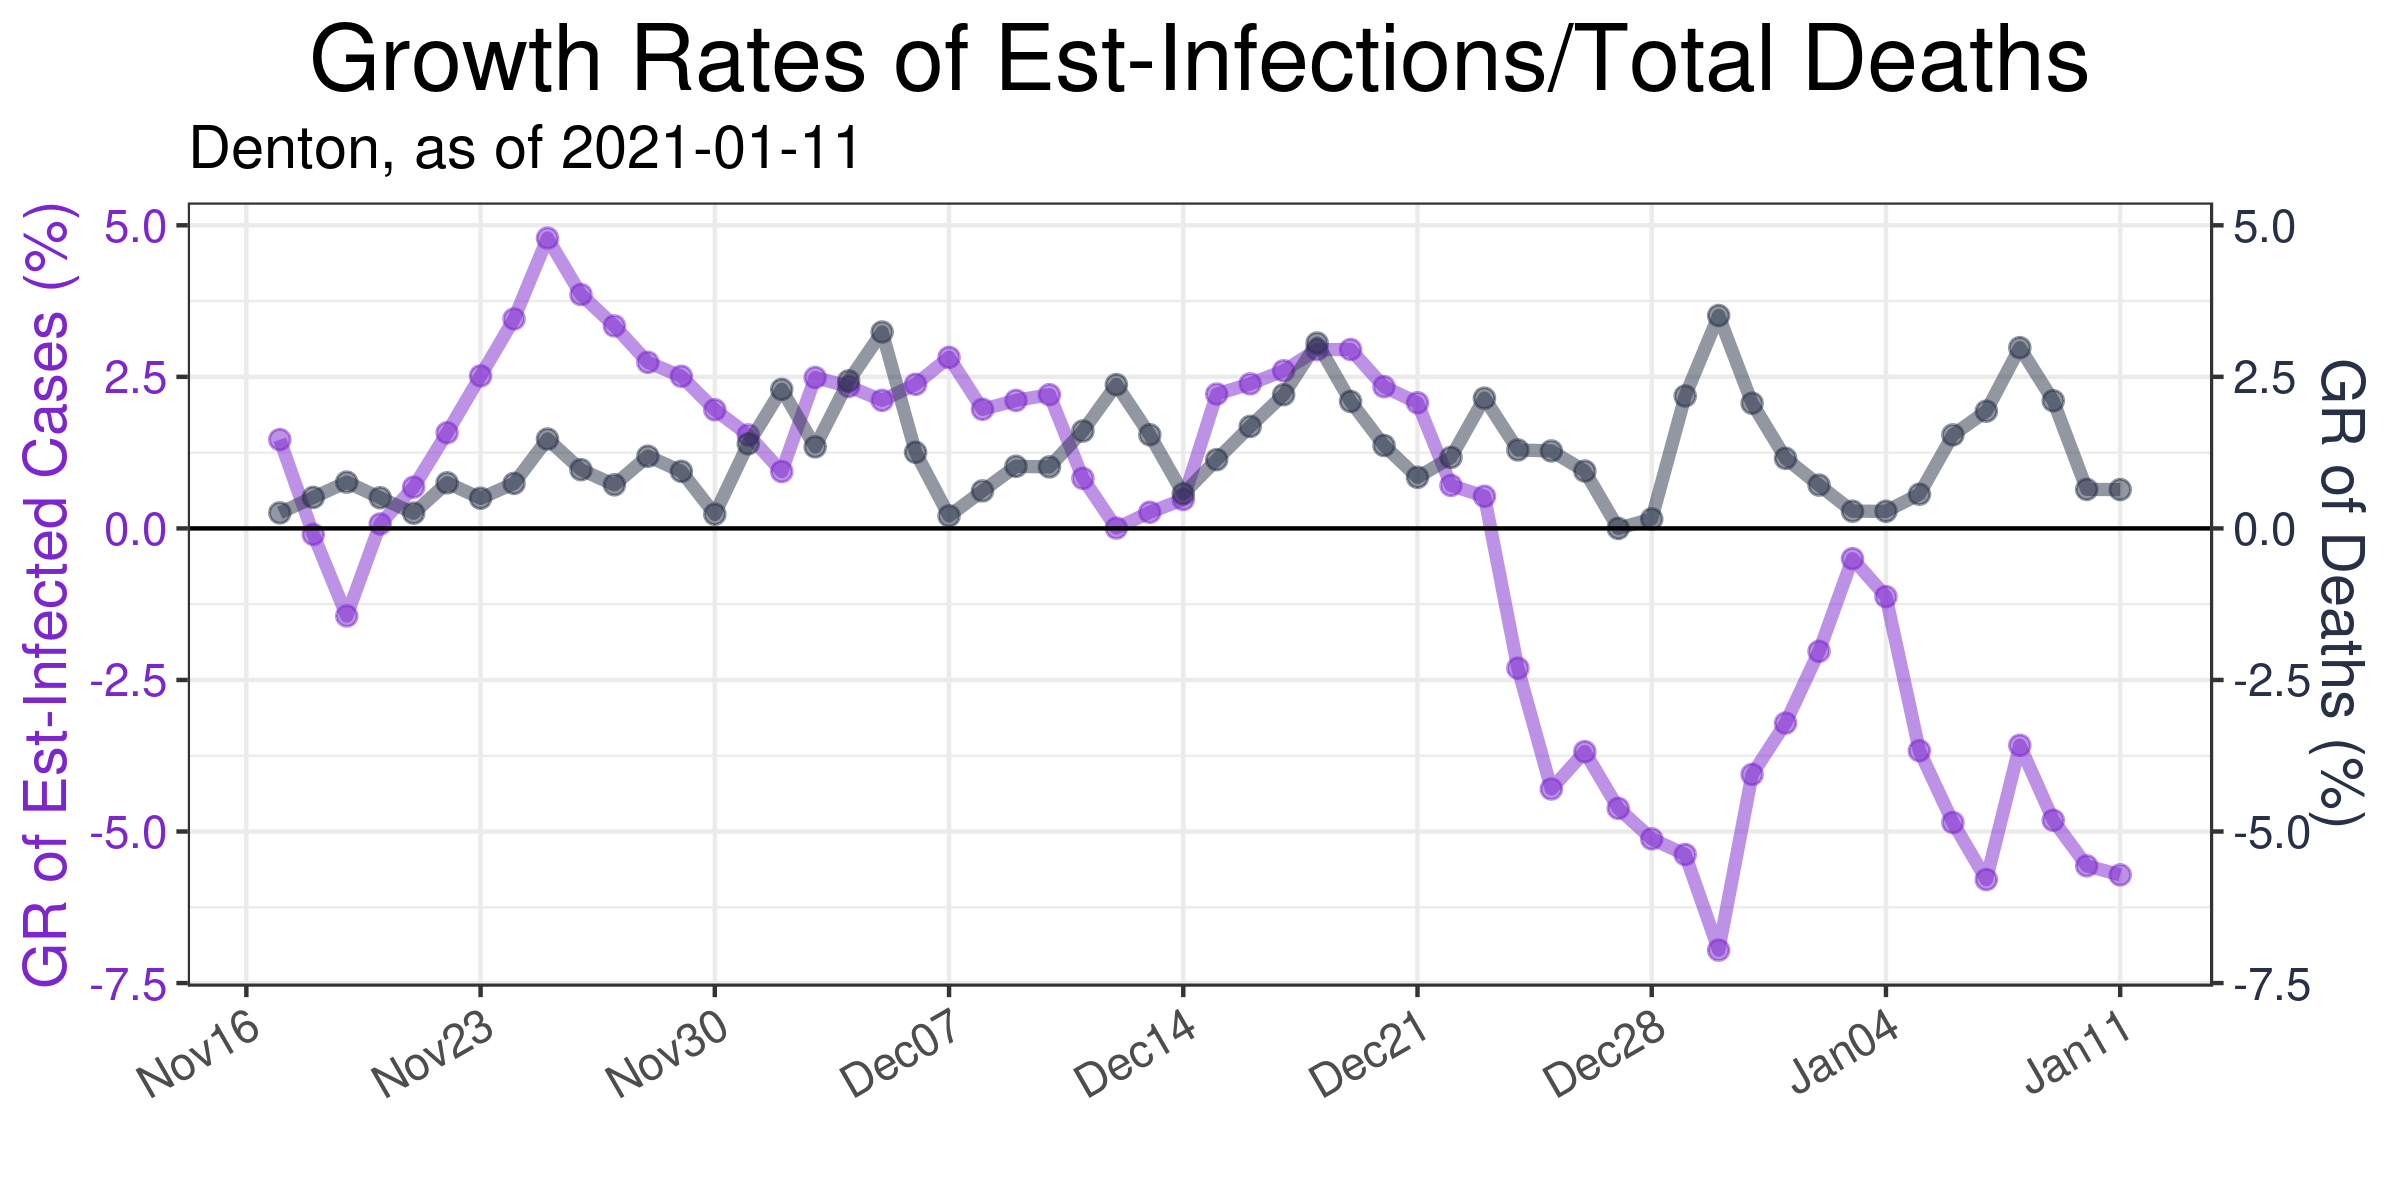 Growth Rates of Est-Infections/Total Deaths
Denton, as of 2021-01-11
GR of Est-Infected Cases (%)
5.0
2.5
0.0
-2.5
-5.0
-7.5
5.0
2.5
0.0
-2.5
-5.0
-7.5
GR of Deaths (%)
Nov16
Nov23
Nov30
Dec07
Dec14
Dec21
Dec28
Jan04
Jan11